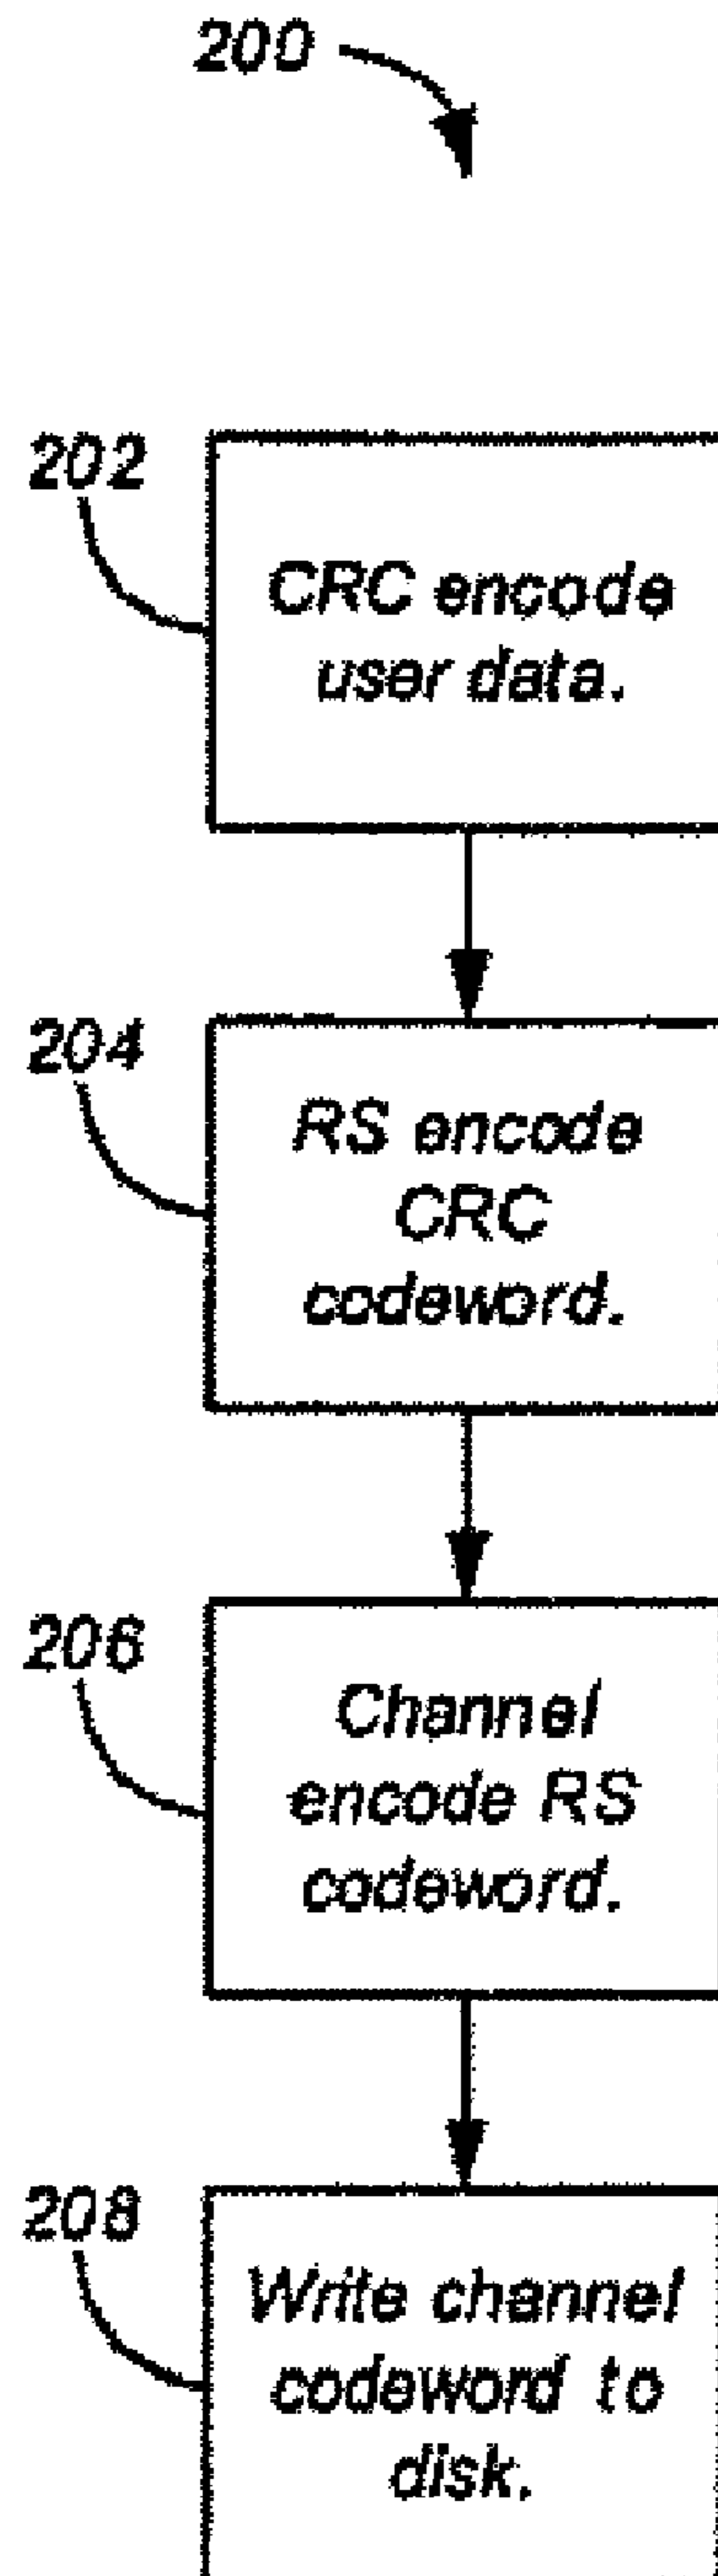 200
202
CRC encode
user data.
204
RS encode
CRC
codeword.
206
Channel
encode RS
codeword.
208
Write channel
codeword to
disk.